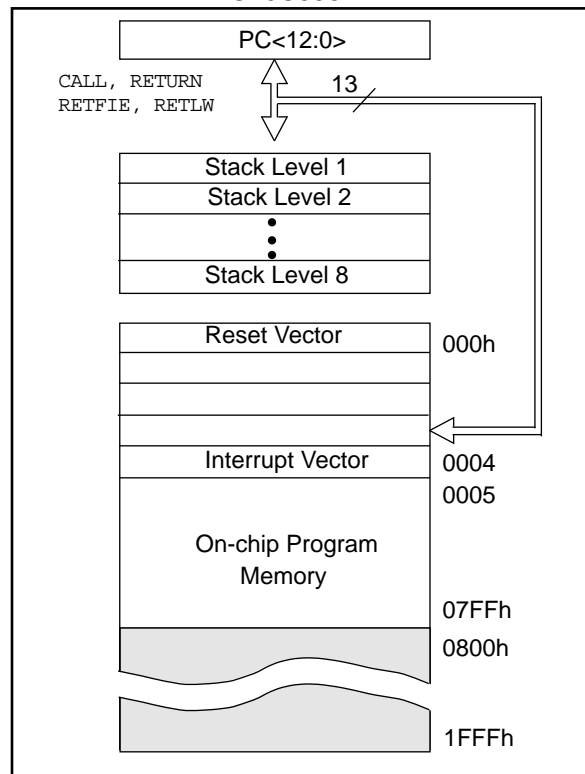 PC<12:0>
CALL, RETURN
RETFIE, RETLW
13
Stack Level 1
Stack Level 2
Stack Level 8
Reset Vector
000h
Interrupt Vector
0004
0005
On-chip Program
Memory
07FFh
0800h
1FFFh